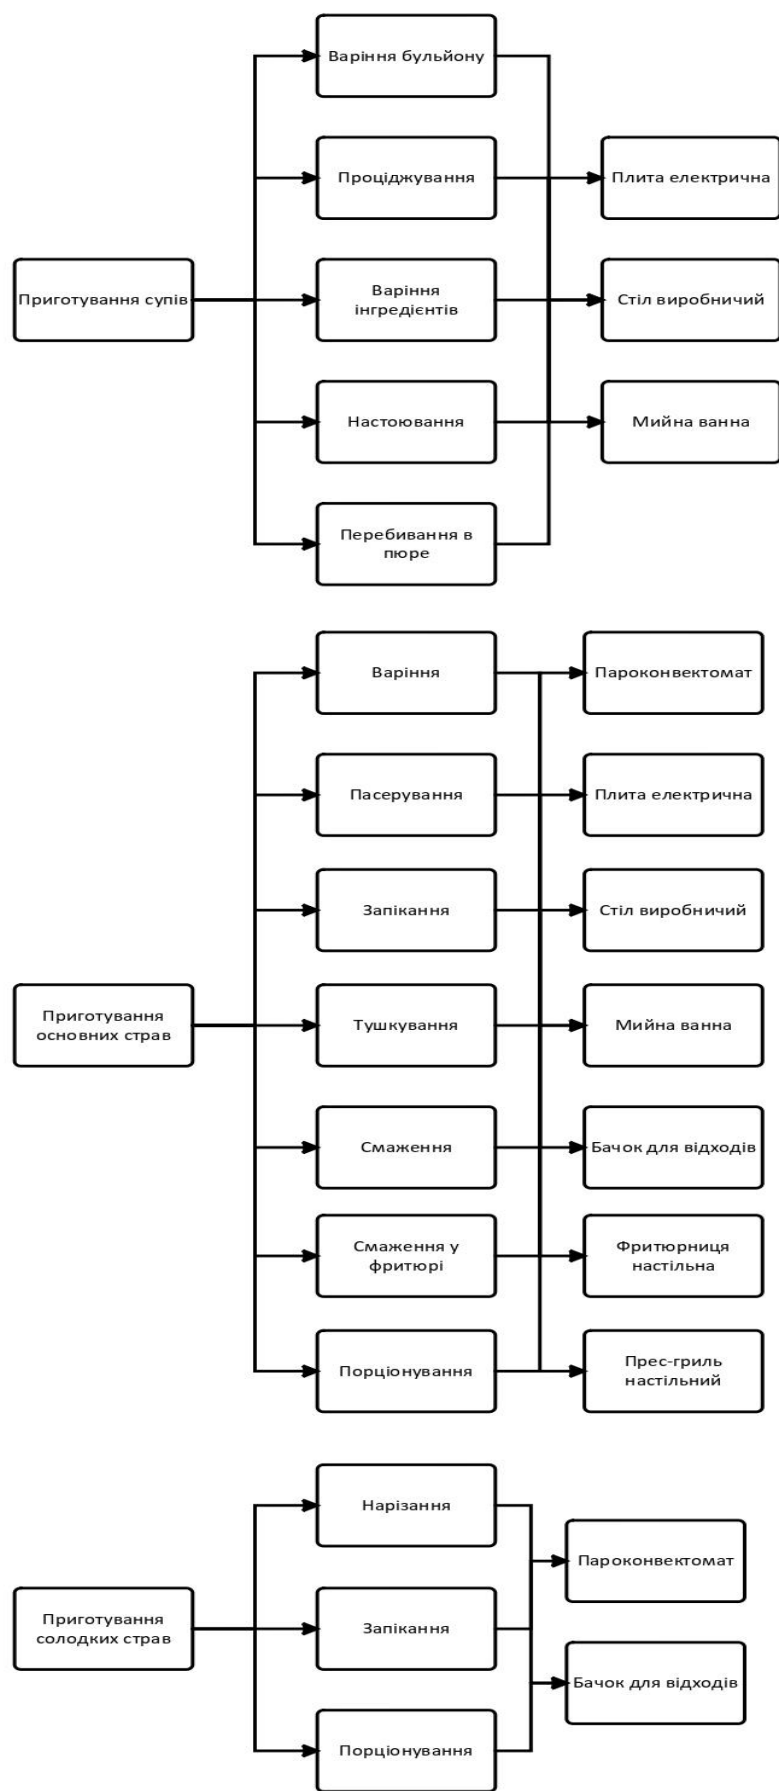 Варіння бульйону
Проціджування
Плита електрична
Приготування супів
Варіння
інгредієнтів
Стіл виробничий
Настоювання
Мийна ванна
Перебивання в
пюре
Варіння
Пароконвектомат
Пасерування
Плита електрична
Запікання
Стіл виробничий
Приготування
основних страв
Тушкування
Мийна ванна
Смаження
Бачок для відходів
Смаження у
фритюрі
Фритюрниця
настільна
Порціонування
Прес-гриль
настільний
Нарізання
Пароконвектомат
Приготування
солодких страв
Запікання
Бачок для відходів
Порціонування